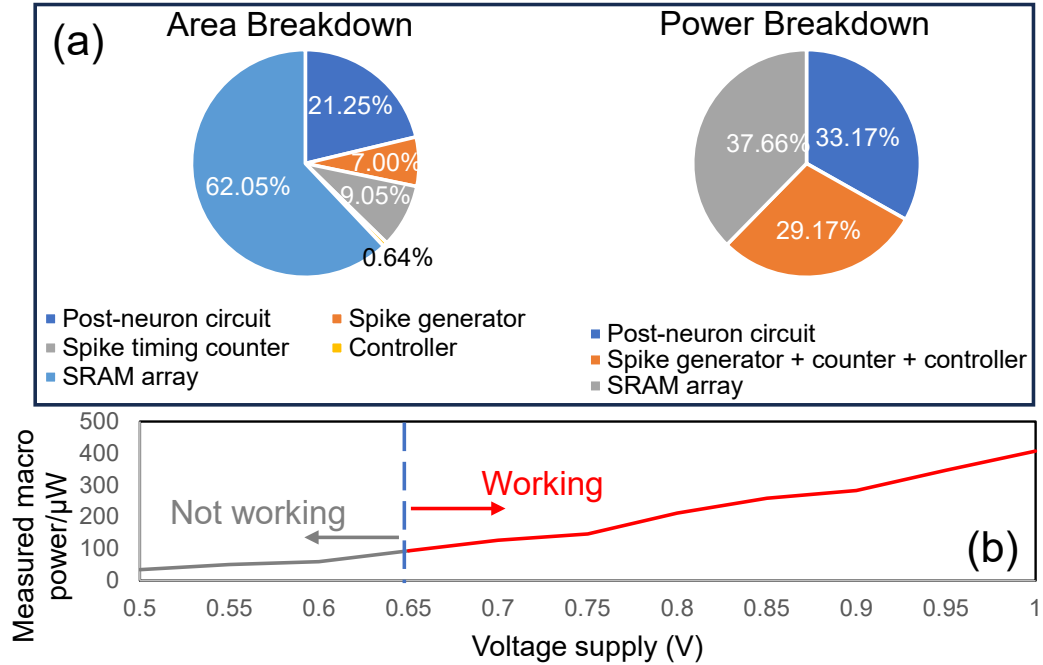 (a)
Area Breakdown
21.25%
7.00%
9.05%
0.64%
62.05%
Post-neuron circuit
Spike generator
Spike timing counter
Controller
SRAM array
Power Breakdown
33.17%
29.17%
37.66%
Post-neuron circuit
Spike generator + counter + controller
SRAM array
Measured macro
power/μW
500
400
300
200
100
0
Not working
Working
(b)
0.5 0.55 0.6 0.65 0.7 0.75 0.8 0.85 0.9 0.95 1
Voltage supply (V)